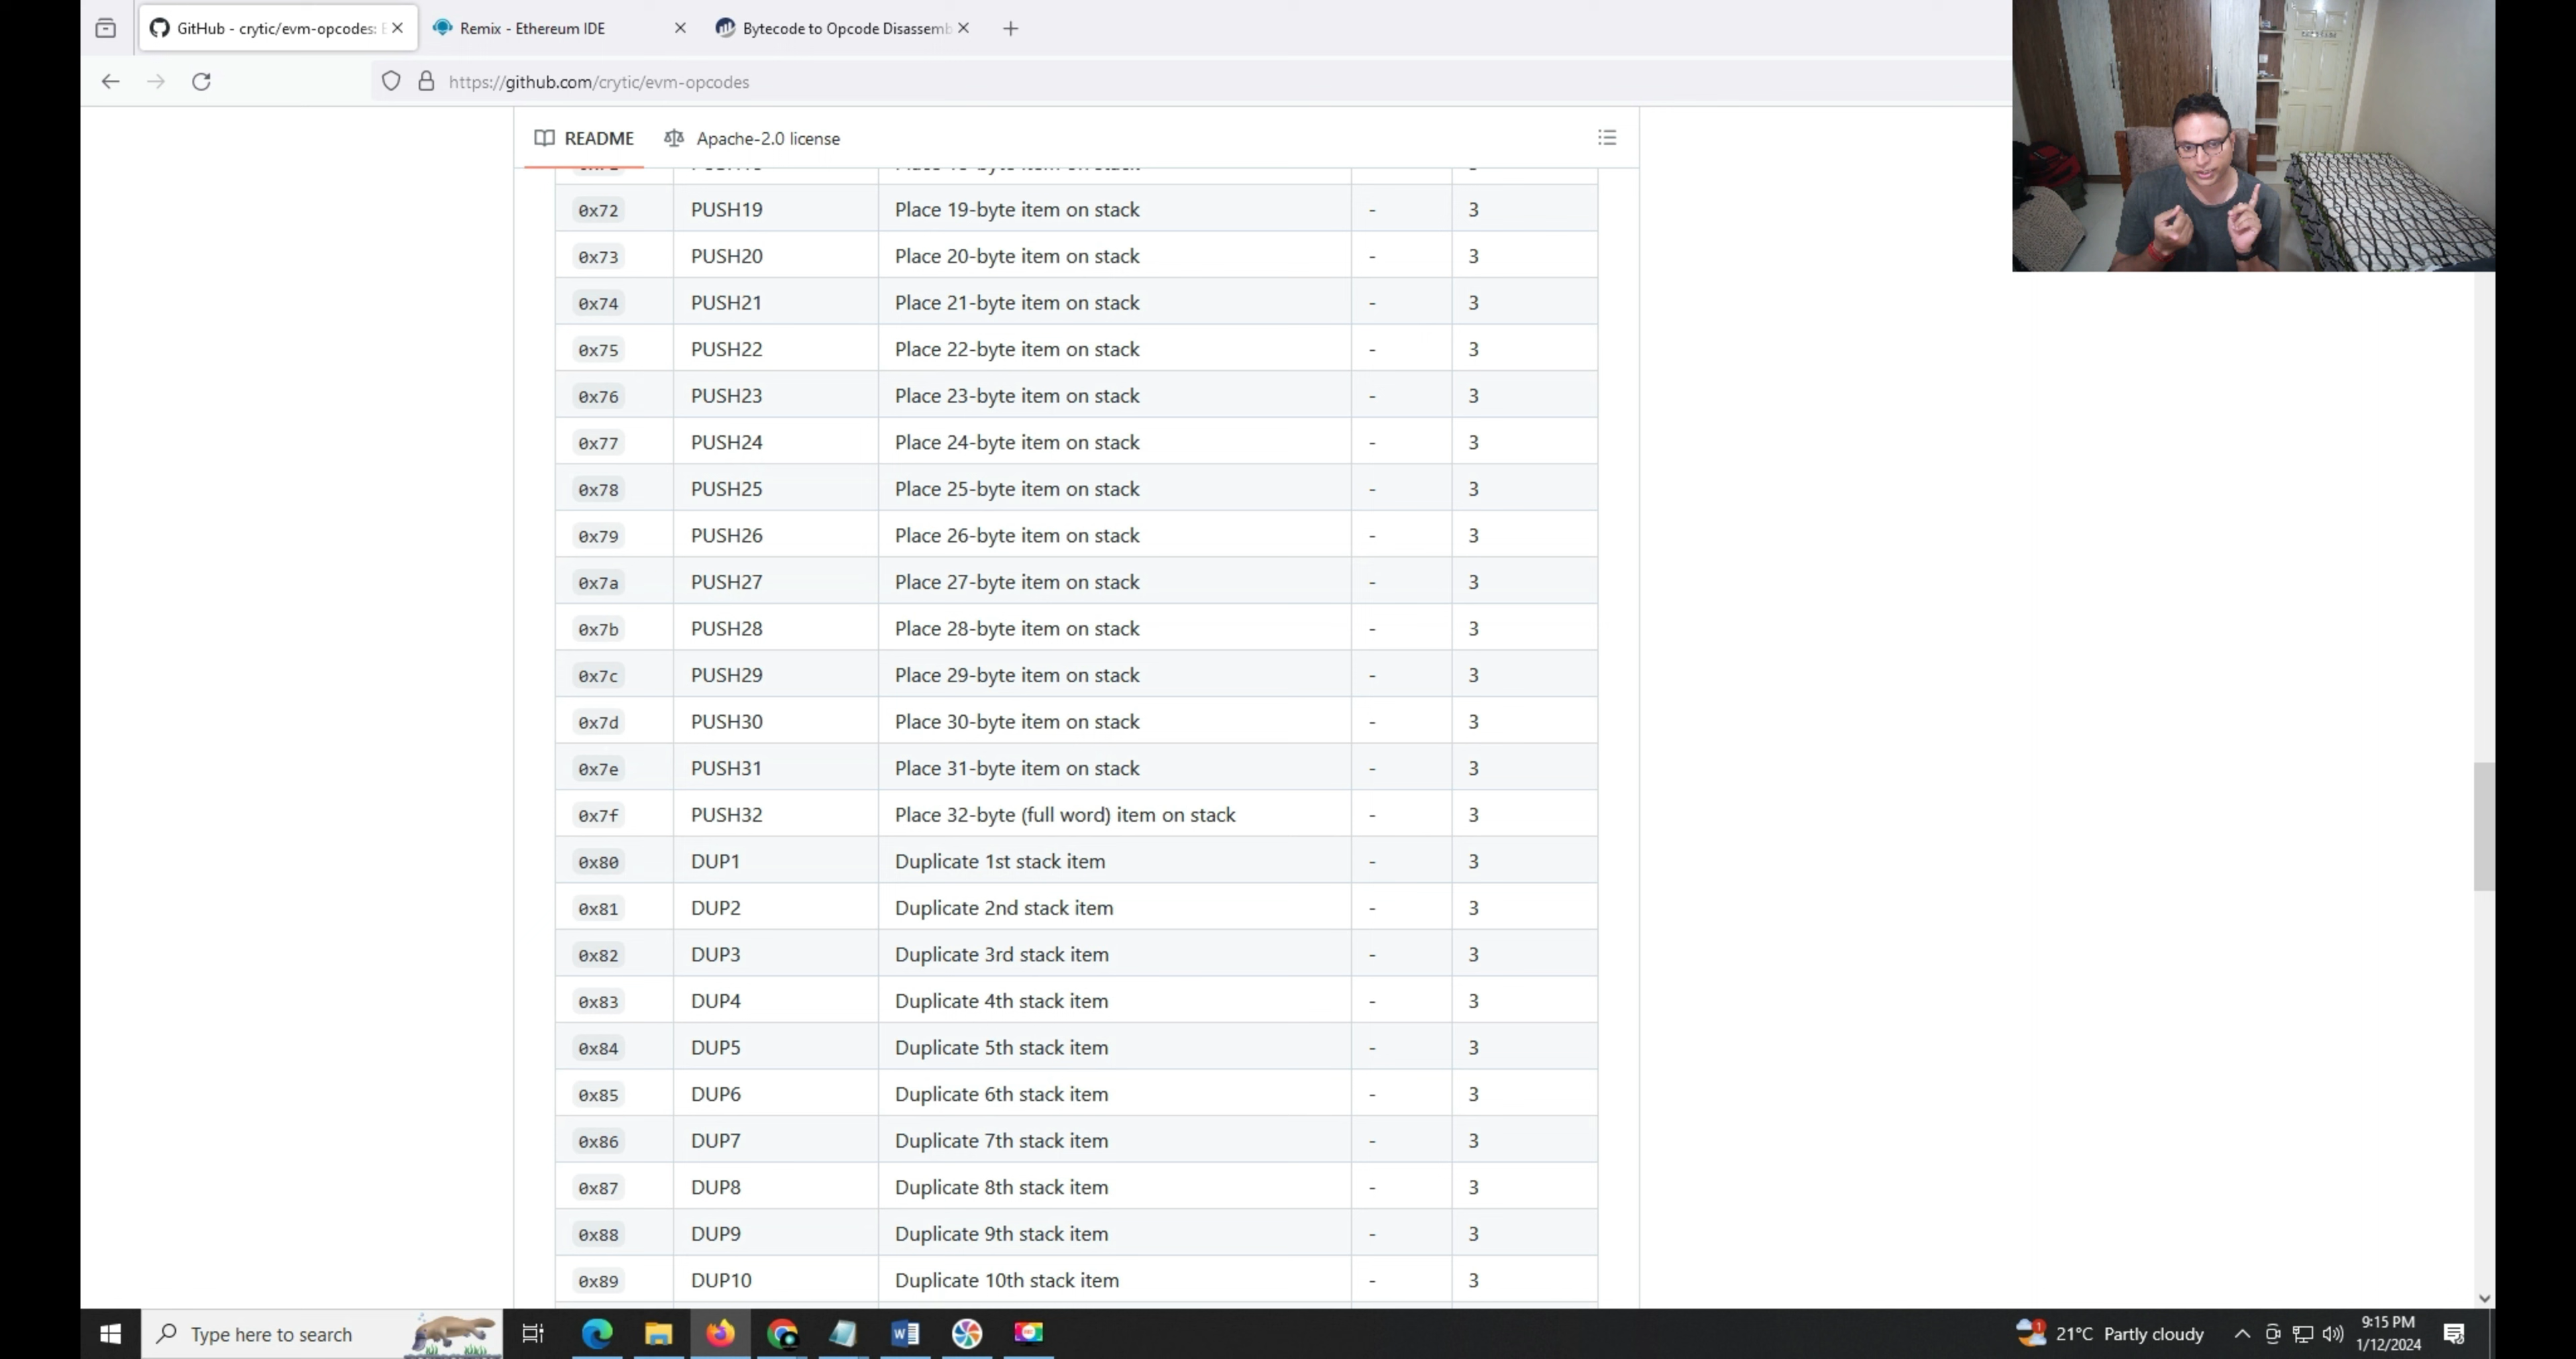 GitHub - crytic/evm-opcodes:
Remix - Ethereum IDE
Bytecode to Opcode Disassemb
https://github.com/crytic/evm-opcodes
README
Apache-2.0 license
0x72 PUSH19 Place 19-byte item on stack - 3
0x73 PUSH20 Place 20-byte item on stack - 3
0x74 PUSH21 Place 21-byte item on stack - 3
0x75 PUSH22 Place 22-byte item on stack - 3
0x76 PUSH23 Place 23-byte item on stack - 3
0x77 PUSH24 Place 24-byte item on stack - 3
0x78 PUSH25 Place 25-byte item on stack - 3
0x79 PUSH26 Place 26-byte item on stack - 3
0x7a PUSH27 Place 27-byte item on stack - 3
0x7b PUSH28 Place 28-byte item on stack - 3
0x7c PUSH29 Place 29-byte item on stack - 3
0x7d PUSH30 Place 30-byte item on stack - 3
0x7e PUSH31 Place 31-byte item on stack - 3
0x7f PUSH32 Place 32-byte (full word) item on stack - 3
0x80 DUP1 Duplicate 1st stack item - 3
0x81 DUP2 Duplicate 2nd stack item - 3
0x82 DUP3 Duplicate 3rd stack item - 3
0x83 DUP4 Duplicate 4th stack item - 3
0x84 DUP5 Duplicate 5th stack item - 3
0x85 DUP6 Duplicate 6th stack item - 3
0x86 DUP7 Duplicate 7th stack item - 3
0x87 DUP8 Duplicate 8th stack item - 3
0x88 DUP9 Duplicate 9th stack item - 3
0x89 DUP10 Duplicate 10th stack item - 3
Type here to search
21°C Partly cloudy
9:15 PM
1/12/2024